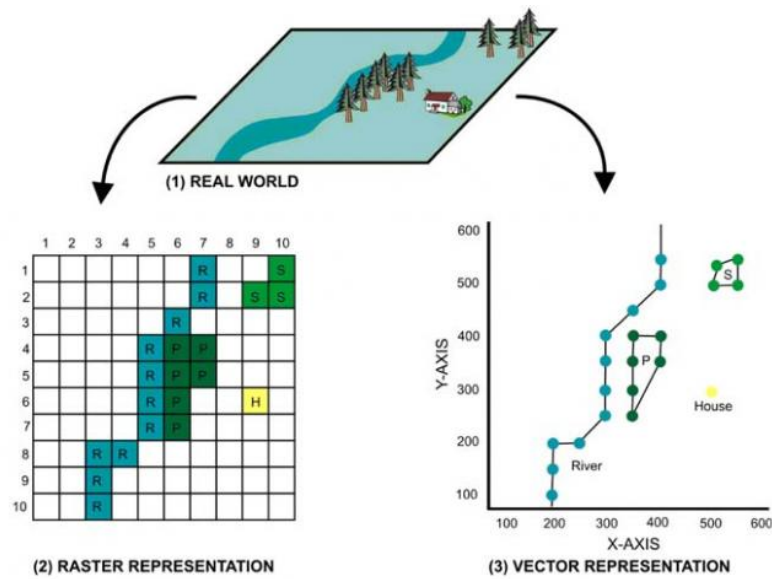 (1) REAL WORLD
1 2 3 4 5 6 7 8 9 10
1 R S
2 R S S
3 R
4 R P P
5 R P P
6 R P H
7 R P
8 R R
9 R
10 R
(2) RASTER REPRESENTATION
600
500
400
300
200
100
Y-AXIS
S
P
House
River
100 200 300 400 500 600
X-AXIS
(3) VECTOR REPRESENTATION